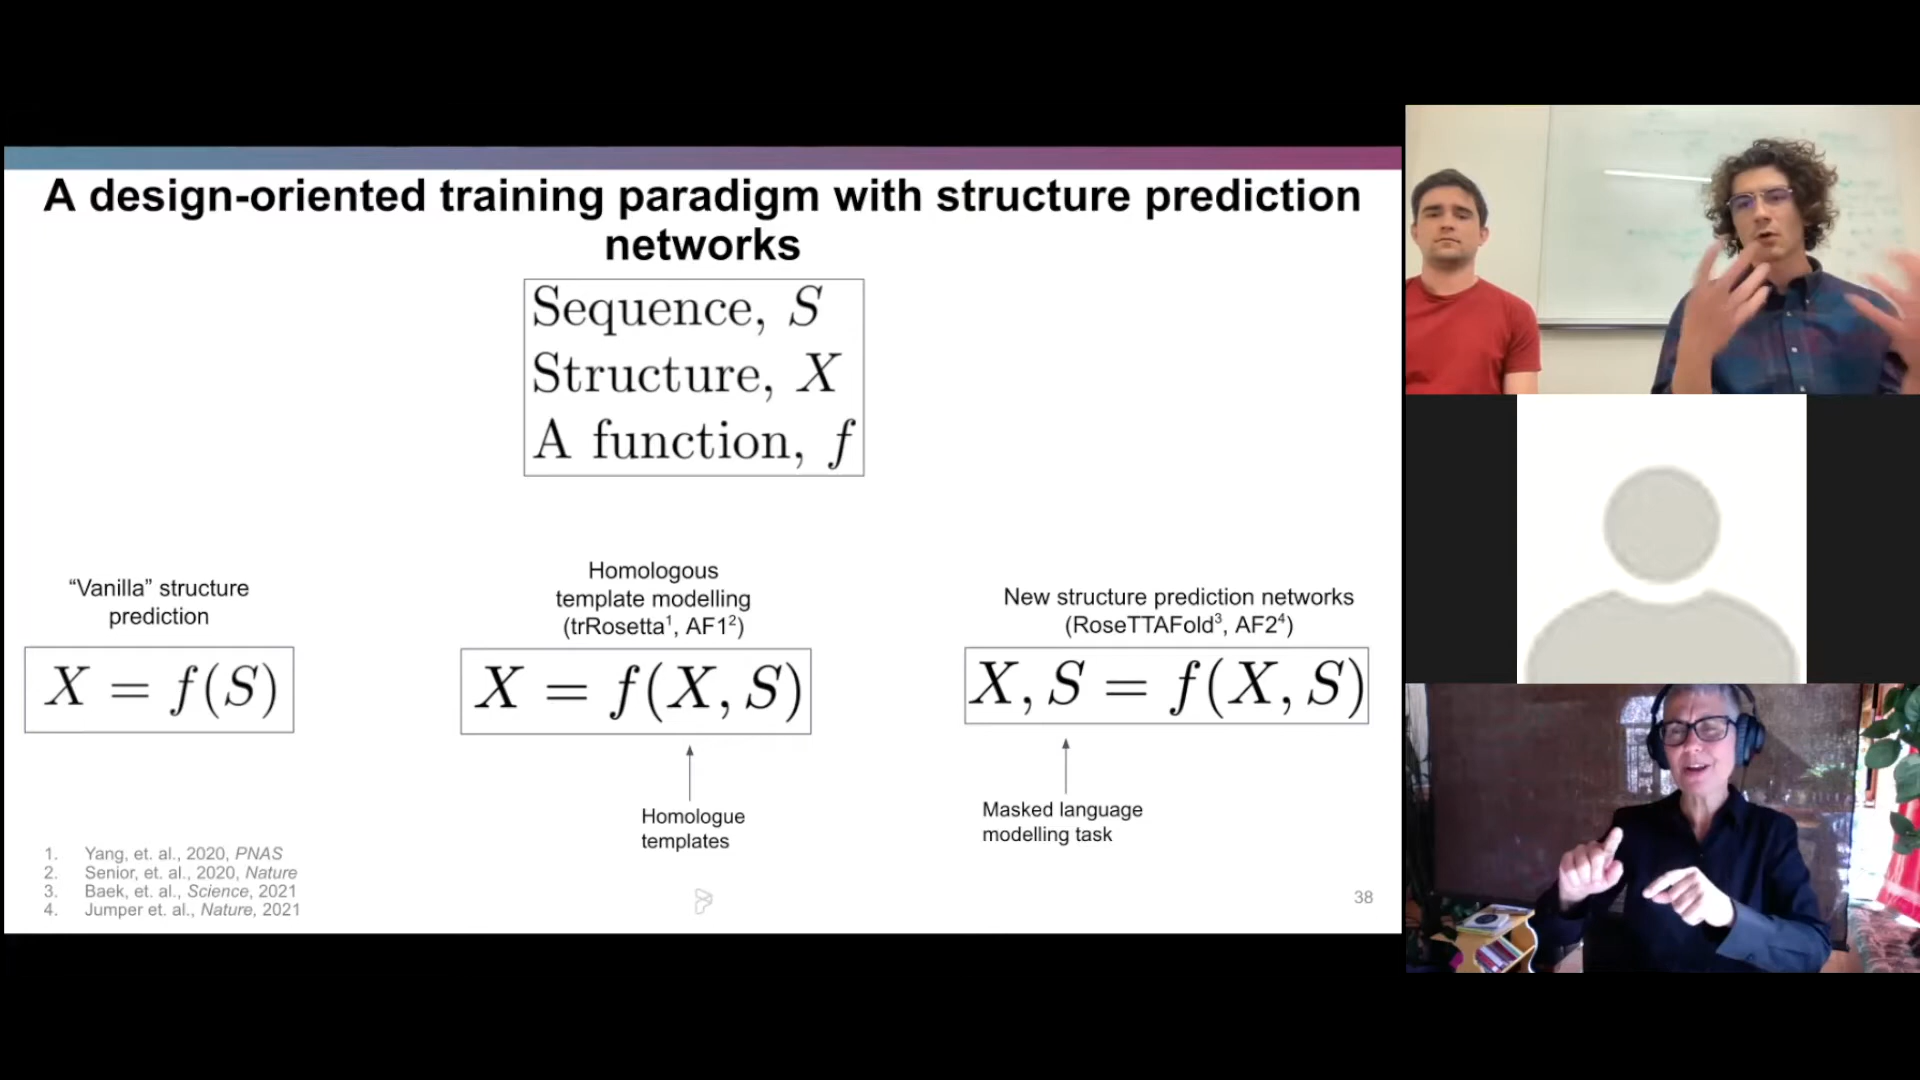 A design-oriented training paradigm with structure prediction
networks
Sequence, S
Structure, X
A function, f
“Vanilla” structure
prediction
X = f(S)
Homologous
template modelling
(trRosetta¹, AF1²)
X = f(X, S)
Homologue
templates
New structure prediction networks
(RoseTTAFold³, AF2⁴)
X, S = f(X, S)
Masked language
modelling task
1. Yang, et. al., 2020, PNAS
2. Senior, et. al., 2020, Nature
3. Baek, et. al., Science, 2021
4. Jumper et. al., Nature, 2021
38